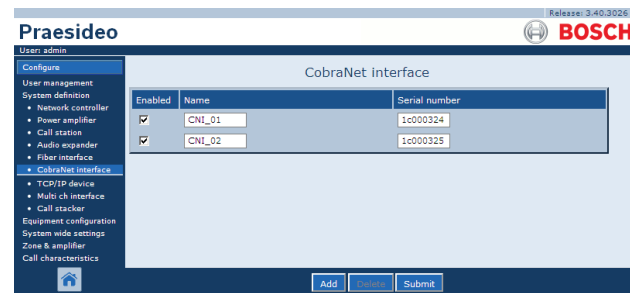 Release: 3.40.3026
Praesideo
BOSCH
User: admin
Configure
CobraNet interface
User management
System definition
• Network controller
• Power amplifier
• Call station
• Audio expander
• Fiber interface
• CobraNet interface
• TCP/IP device
• Multi ch interface
• Call stacker
Equipment configuration
System wide settings
Zone & amplifier
Call characteristics
Enabled Name Serial number
CNI_01 1c000324
CNI_02 1c000325
Add Delete Submit